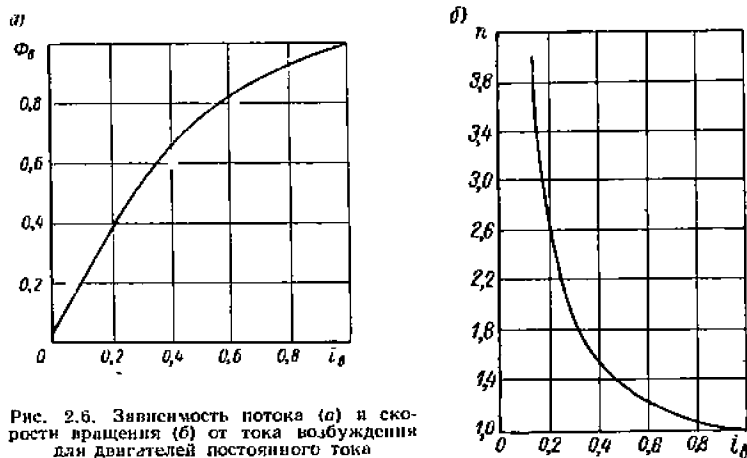 а)
Φв
0,8
0,6
0,4
0,2
0 0,2 0,4 0,6 0,8 iв
б)
n
3,8
3,4
3,0
2,6
2,2
1,8
1,4
1,0
0 0,2 0,4 0,6 0,8 iв
Рис. 2.6. Зависимость потока (а) и ско-
рости вращения (б) от тока возбуждения
для двигателей постоянного тока